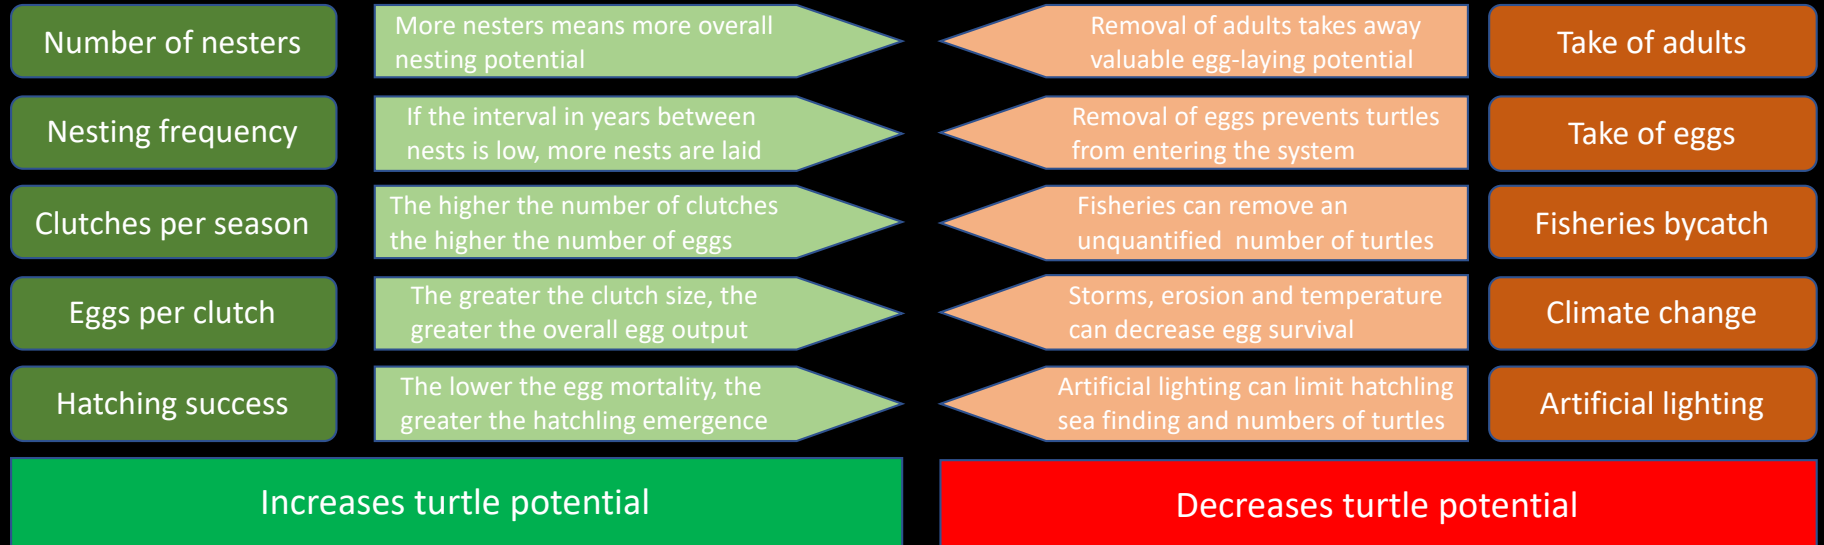 Number of nesters
More nesters means more overall
nesting potential
Removal of adults takes away
valuable egg-laying potential
Take of adults
Nesting frequency
If the interval in years between
nests is low, more nests are laid
Removal of eggs prevents turtles
from entering the system
Take of eggs
Clutches per season
The higher the number of clutches
the higher the number of eggs
Fisheries can remove an
unquantified number of turtles
Fisheries bycatch
Eggs per clutch
The greater the clutch size, the
greater the overall egg output
Storms, erosion and temperature
can decrease egg survival
Climate change
Hatching success
The lower the egg mortality, the
greater the hatchling emergence
Artificial lighting can limit hatchling
sea finding and numbers of turtles
Artificial lighting
Increases turtle potential
Decreases turtle potential